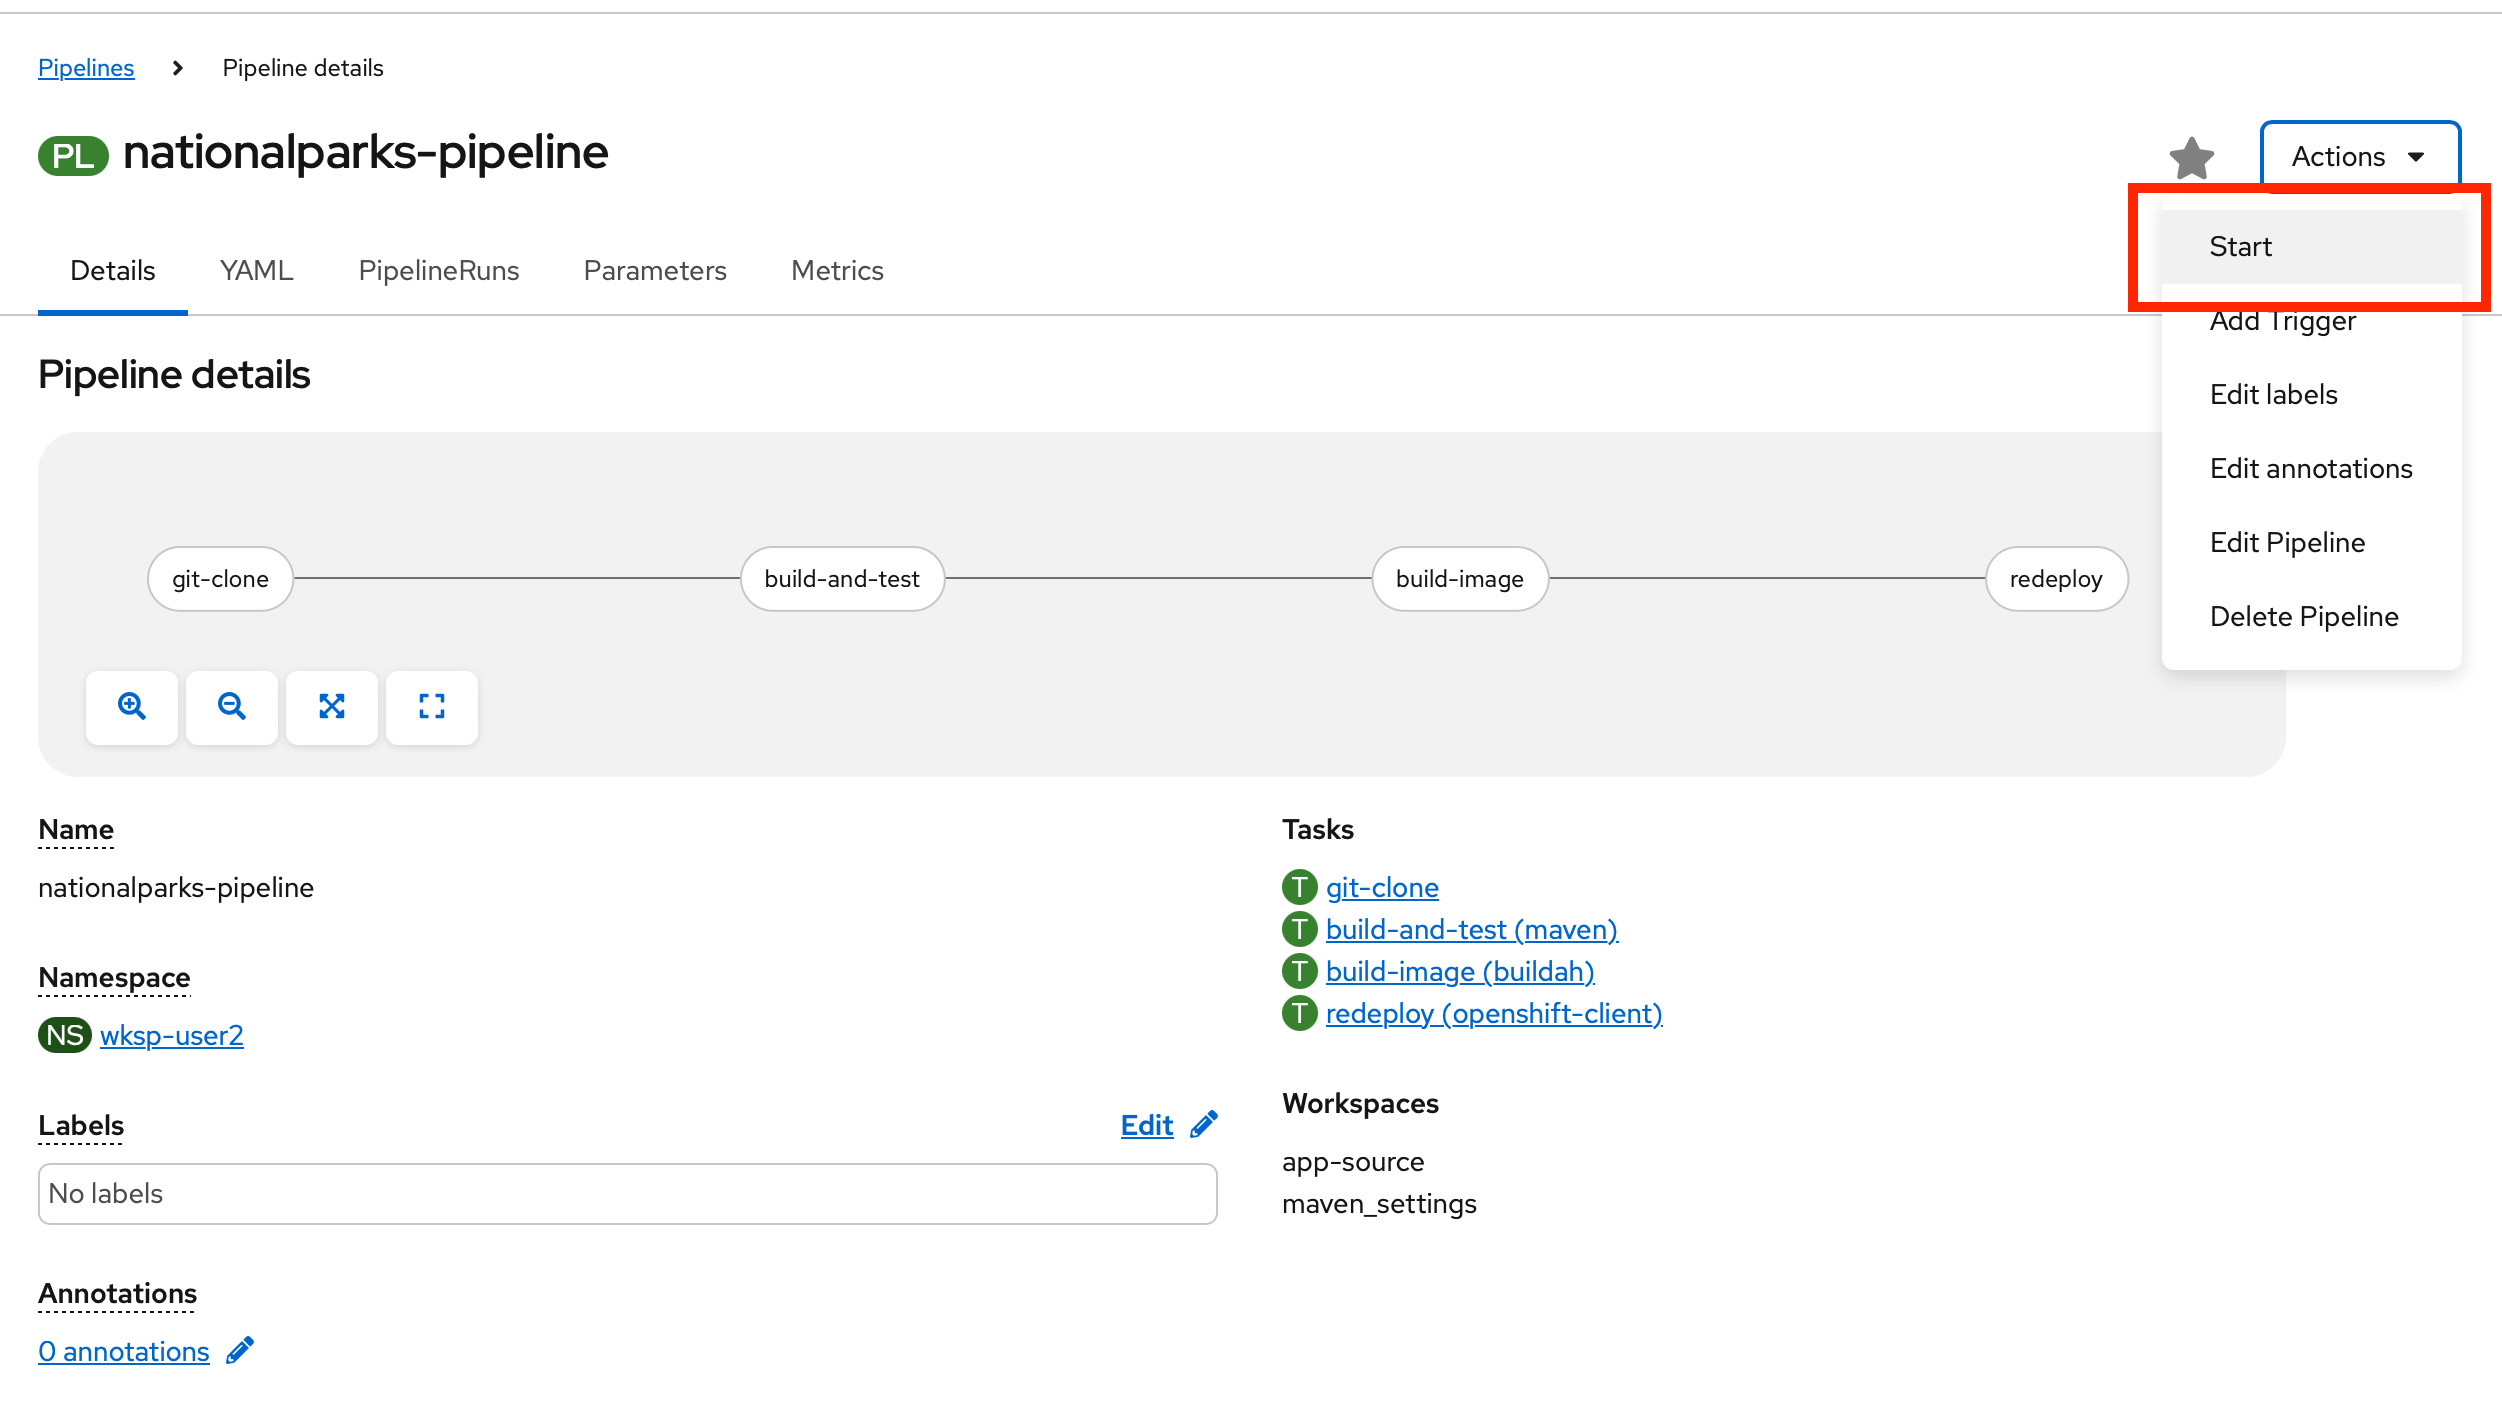 Pipelines > Pipeline details
PL nationalparks-pipeline
Actions
Start
Add Trigger
Edit labels
Edit annotations
Edit Pipeline
Delete Pipeline
Details YAML PipelineRuns Parameters Metrics
Pipeline details
git-clone build-and-test build-image redeploy
Name
nationalparks-pipeline
Namespace
NS wksp-user2
Labels Edit
No labels
Annotations
0 annotations
Tasks
T git-clone
T build-and-test (maven)
T build-image (buildah)
T redeploy (openshift-client)
Workspaces
app-source
maven_settings